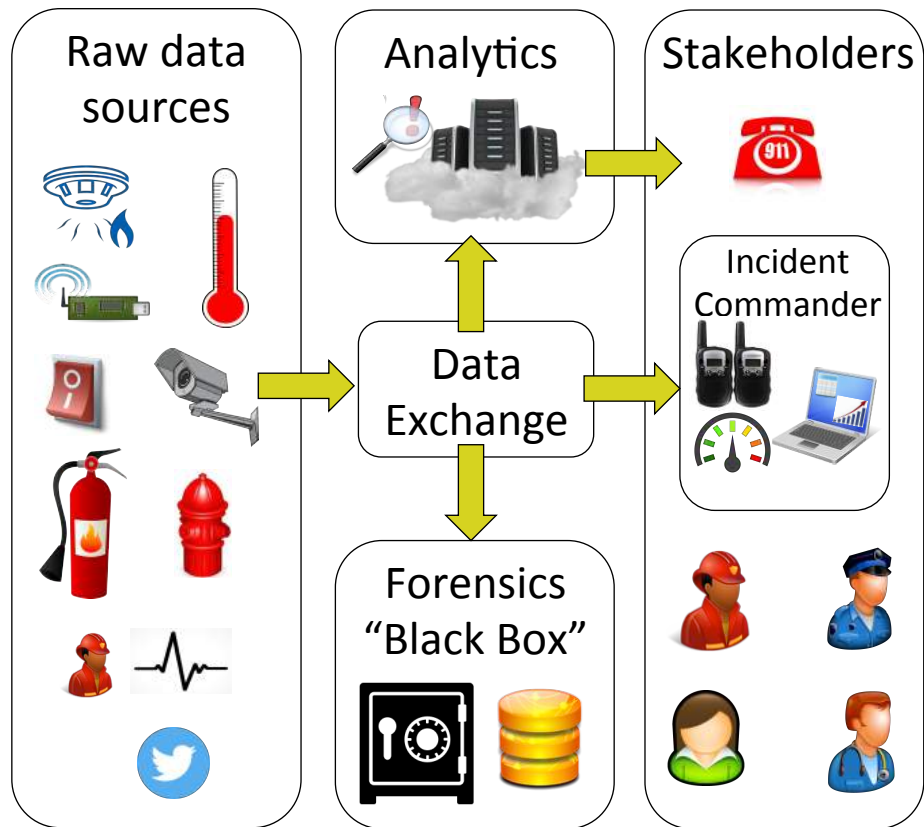 Raw data
sources
Analytics
Stakeholders
911
Incident
Commander
Data
Exchange
Forensics
“Black Box”